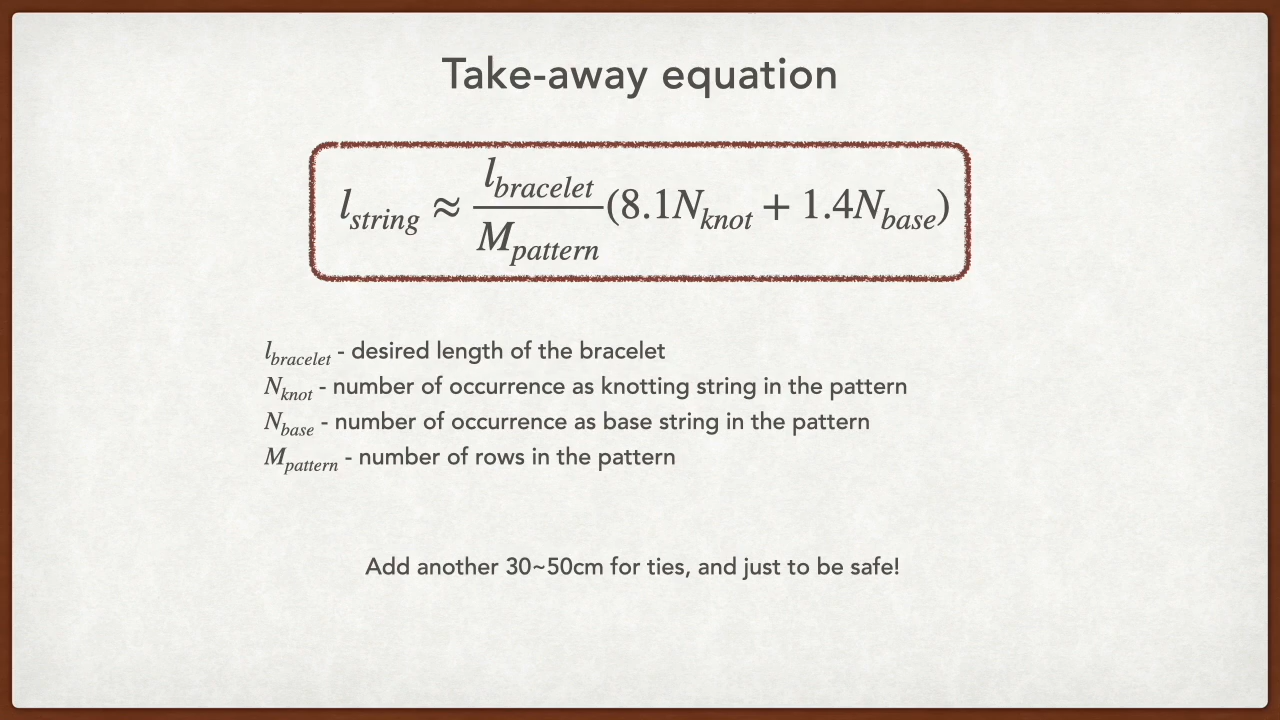 Take-away equation
l_string ≈ l_bracelet / M_pattern (8.1N_knot + 1.4N_base)
l_bracelet - desired length of the bracelet
N_knot - number of occurrence as knotting string in the pattern
N_base - number of occurrence as base string in the pattern
M_pattern - number of rows in the pattern
Add another 30~50cm for ties, and just to be safe!